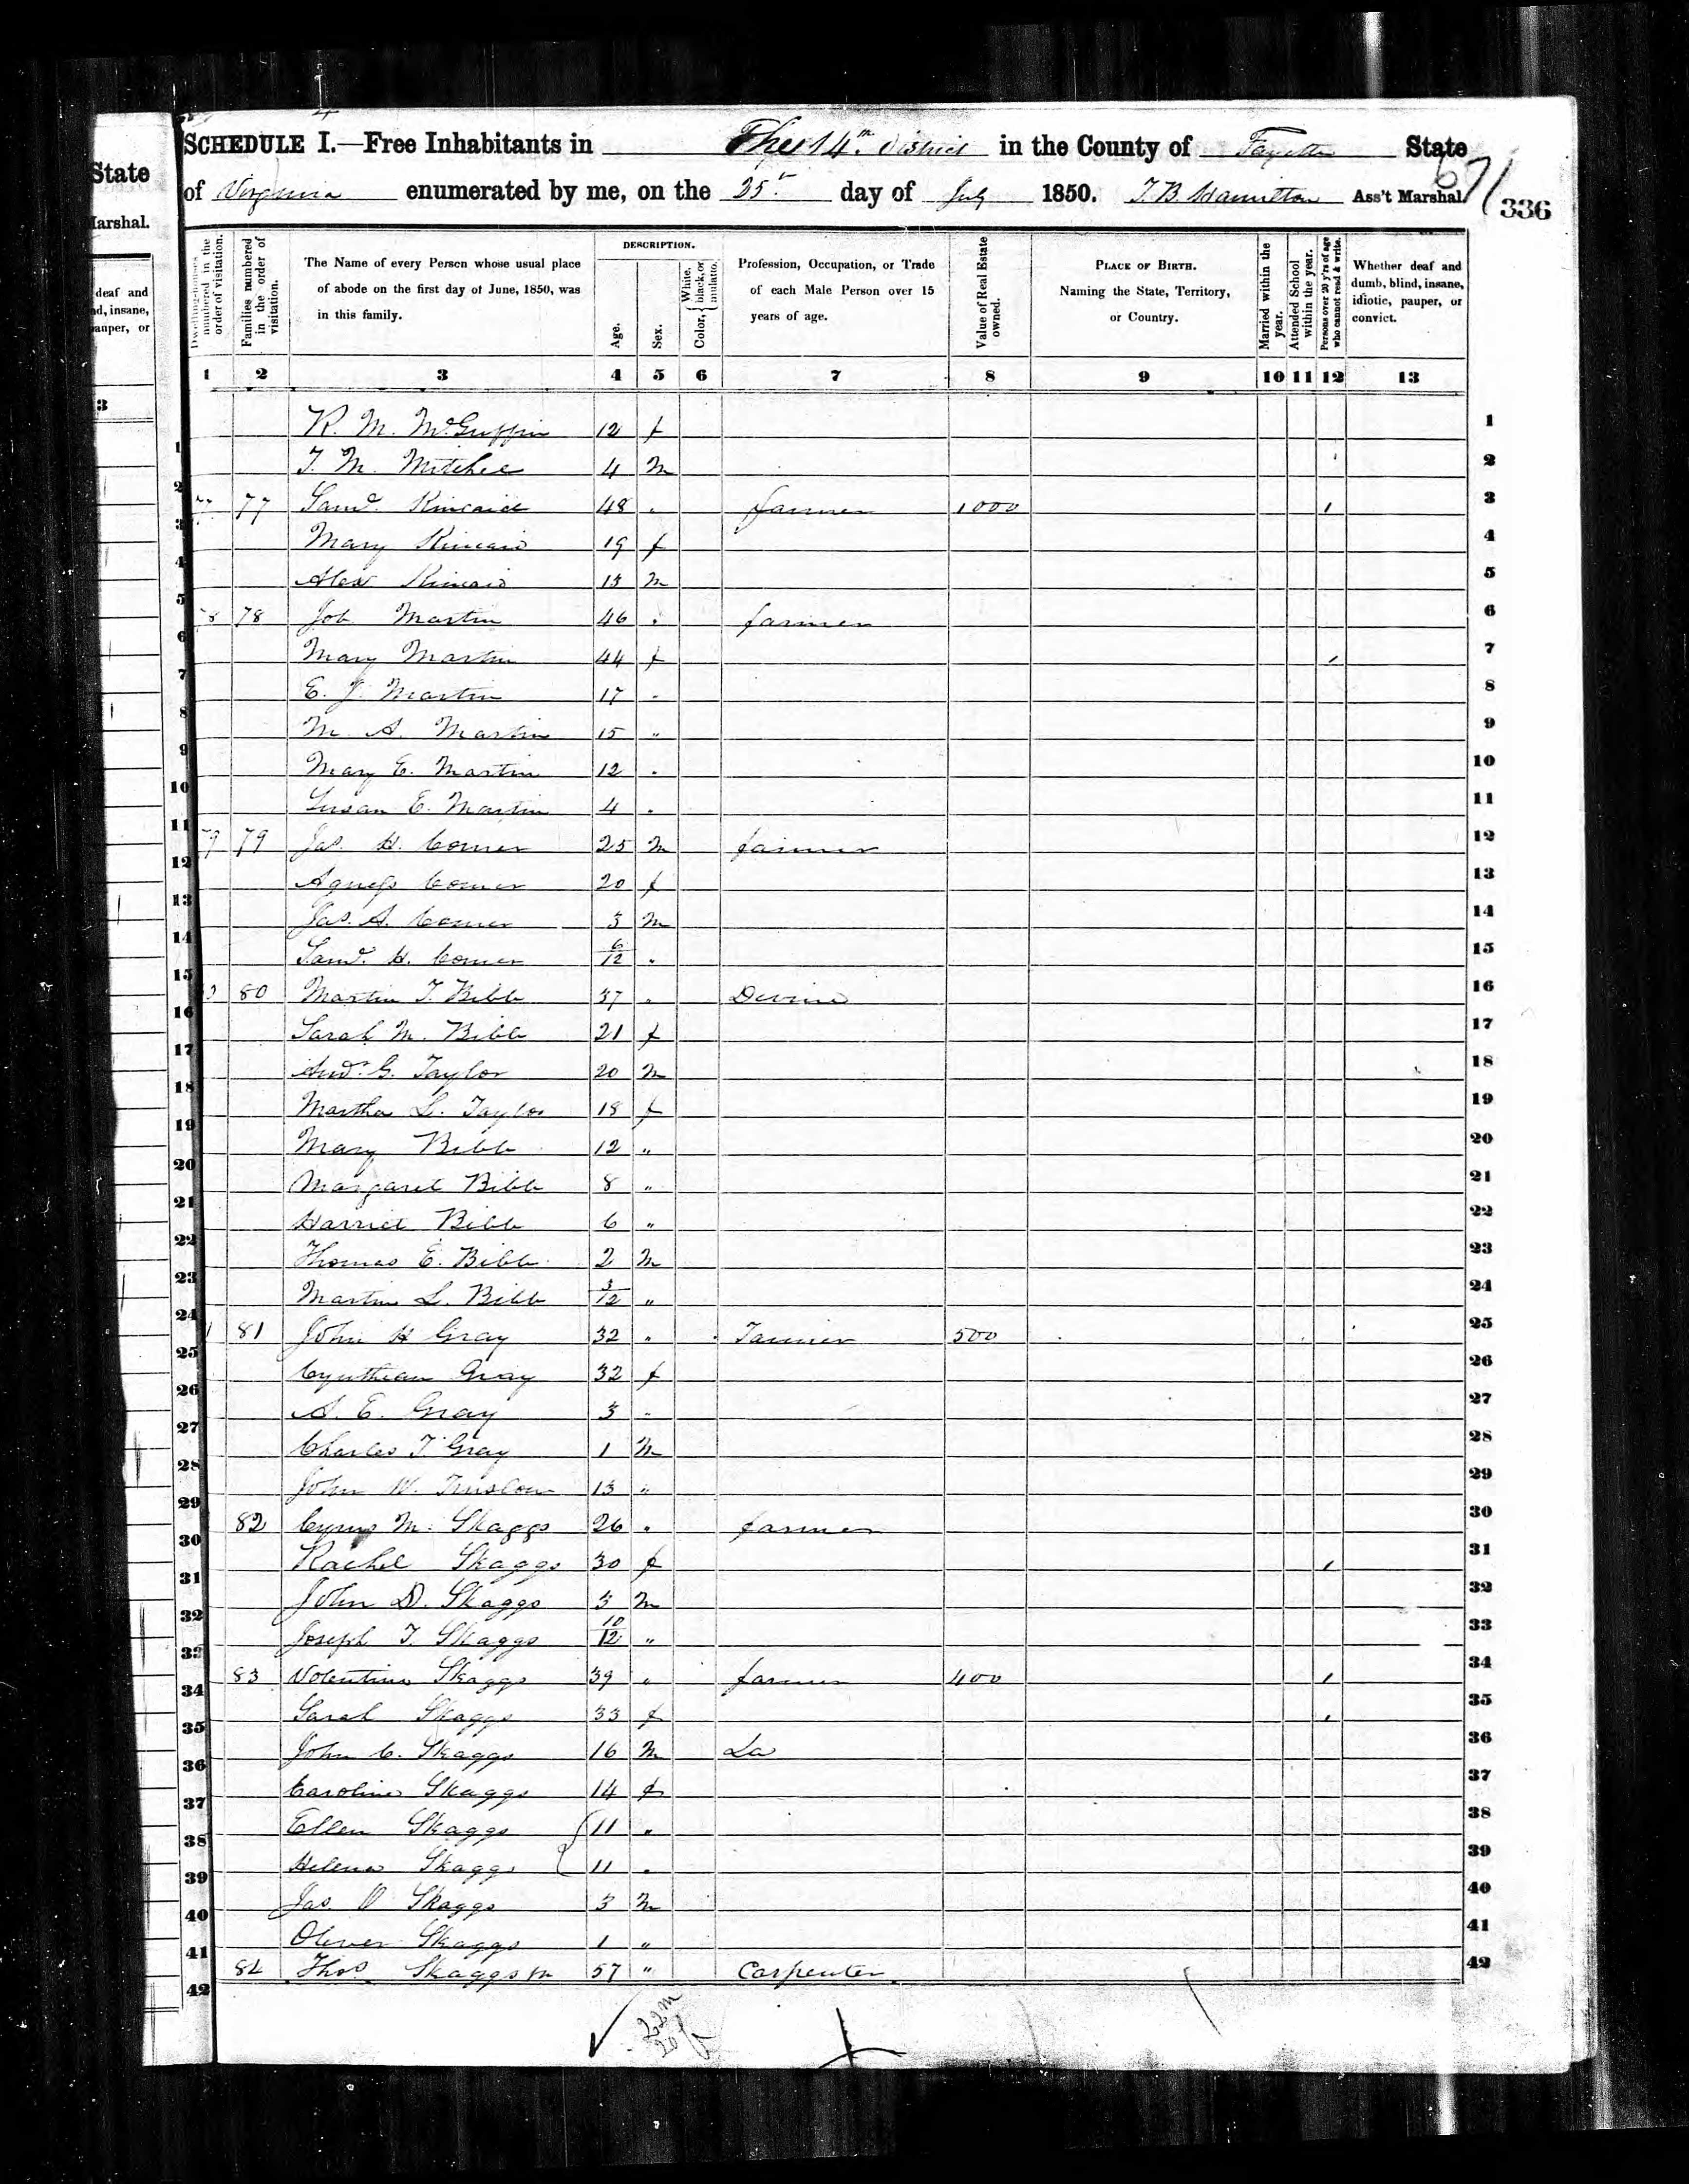 SCHEDULE I.—Free Inhabitants in The 14th District in the County of Fayette State
of Virginia enumerated by me, on the 25th day of July 1850. T. B. Hamilton Ass't Marshal.
671
336
State
Marshal.
deaf and
nd, insane,
auper, or
3
Dwelling-houses numbered in the order of visitation.
Families numbered in the order of visitation.
The Name of every Person whose usual place of abode on the first day of June, 1850, was in this family.
DESCRIPTION.
Age.
Sex.
Color, White, black, or mulatto.
Profession, Occupation, or Trade of each Male Person over 15 years of age.
Value of Real Estate owned.
PLACE OF BIRTH. Naming the State, Territory, or Country.
Married within the year.
Attended School within the year.
Persons over 20 y'rs of age who cannot read & write.
Whether deaf and dumb, blind, insane, idiotic, pauper, or convict.
1 2 3 4 5 6 7 8 9 10 11 12 13
R. M. McGuffin 12 f 1
T. M. 4 M 2
77 77 Saml. Kincaid 48 " farmer 1000 / 3
Mary Kincaid 19 f 4
Alex Kincaid 13 M 5
78 78 Job Martin 46 " farmer 6
Mary Martin 44 f / 7
E. J. Martin 17 " 8
M. A. Martin 15 " 9
Mary E. Martin 12 " 10
Susan E. Martin 4 " 11
79 79 Jas. H. Comer 25 M farmer 12
Agness Comer 20 f 13
Jas. A. Comer 3 M 14
Saml. H. Comer 6/12 " 15
80 Martin T. Bibb 37 " Devine 16
Sarah M. Bibb 21 f 17
And. G. Taylor 20 M 18
Martha L. Taylor 18 f 19
Mary Bibb 12 " 20
Margaret Bibb 8 " 21
Harriet Bibb 6 " 22
Thomas E. Bibb 2 M 23
Martin L. Bibb 3/12 " 24
1 81 John H Gray 32 " Tanner 500 25
Cynthean Gray 32 f 26
A. E. Gray 3 " 27
Charles T Gray 1 M 28
John W. Tinslow 13 " 29
82 Cyrus M. Skaggs 26 " farmer 30
Rachel Skaggs 30 f / 31
John D. Skaggs 3 M 32
Joseph T. Skaggs 10/12 " 33
83 Volentine Skaggs 39 " farmer 400 / 34
Sarah Skaggs 33 f / 35
John C. Skaggs 16 M La 36
Caroline Skaggs 14 f 37
Ellen Skaggs 11 " 38
Helena Skaggs 11 " 39
Jas. V Skaggs 3 M 40
Oliver Skaggs 1 " 41
84 Thos Skaggs 57 " Carpenter 42
22 m
20 f